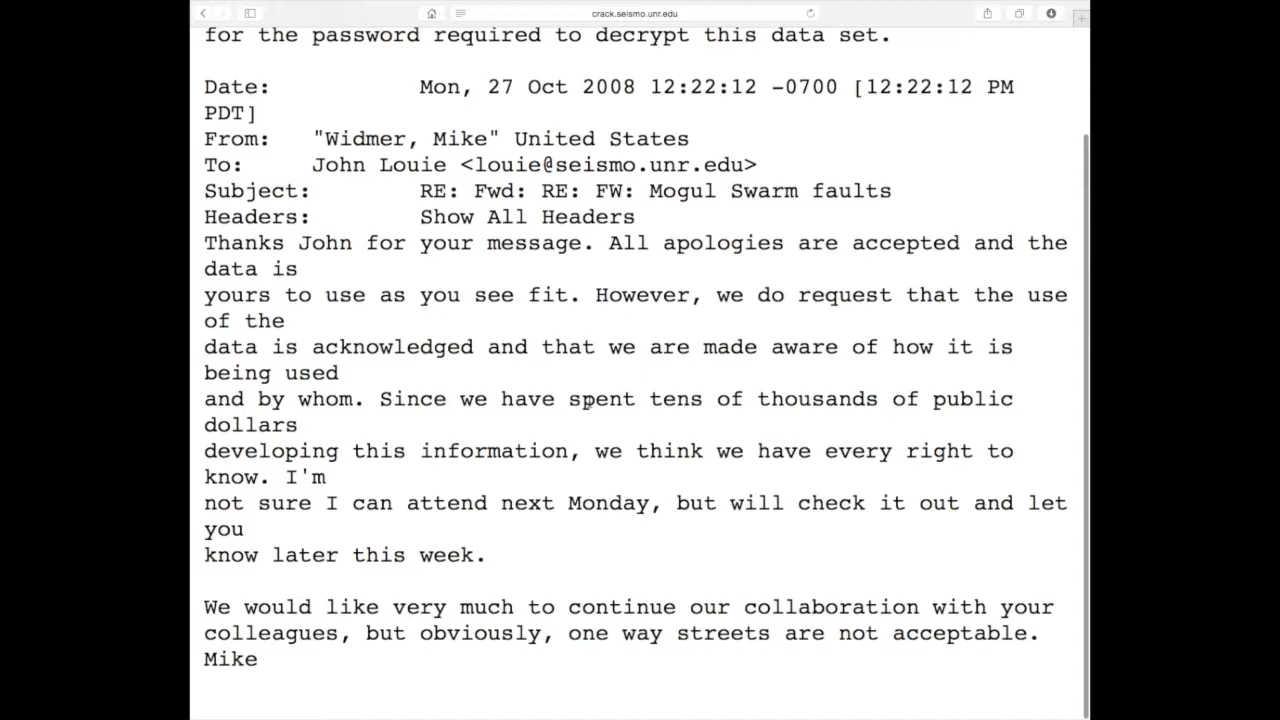 crack.seismo.unr.edu
for the password required to decrypt this data set.
Date: Mon, 27 Oct 2008 12:22:12 -0700 [12:22:12 PM
PDT]
From: "Widmer, Mike" United States
To: John Louie <louie@seismo.unr.edu>
Subject: RE: Fwd: RE: FW: Mogul Swarm faults
Headers: Show All Headers
Thanks John for your message. All apologies are accepted and the
data is
yours to use as you see fit. However, we do request that the use
of the
data is acknowledged and that we are made aware of how it is
being used
and by whom. Since we have spent tens of thousands of public
dollars
developing this information, we think we have every right to
know. I'm
not sure I can attend next Monday, but will check it out and let
you
know later this week.
We would like very much to continue our collaboration with your
colleagues, but obviously, one way streets are not acceptable.
Mike